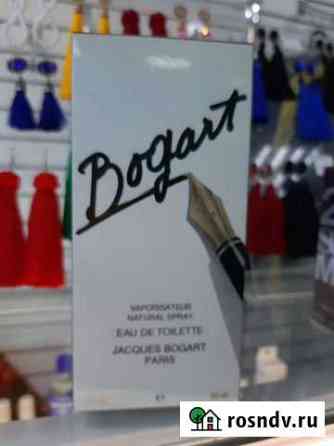 Bogart
VAPORISATEUR
NATURAL SPRAY
EAU DE TOILETTE
JACQUES BOGART
PARIS
rosndv.ru